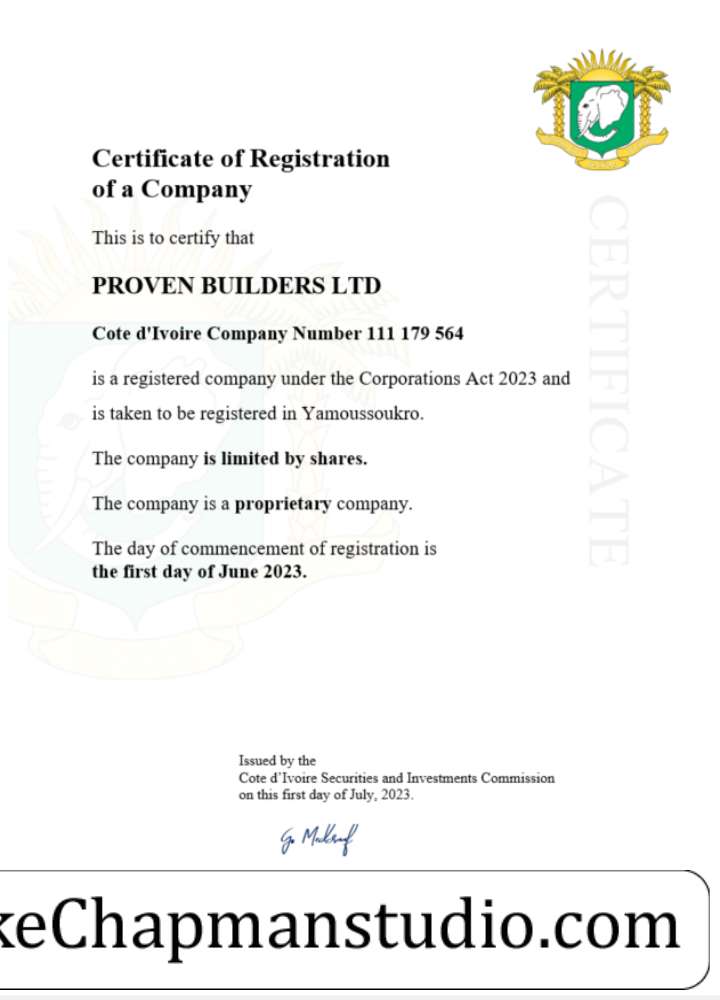 Certificate of Registration
of a Company
This is to certify that
PROVEN BUILDERS LTD
Cote d'Ivoire Company Number 111 179 564
is a registered company under the Corporations Act 2023 and
is taken to be registered in Yamoussoukro.
The company is limited by shares.
The company is a proprietary company.
The day of commencement of registration is
the first day of June 2023.
CERTIFICATE
Issued by the
Cote d'Ivoire Securities and Investments Commission
on this first day of July, 2023.
keChapmanstudio.com